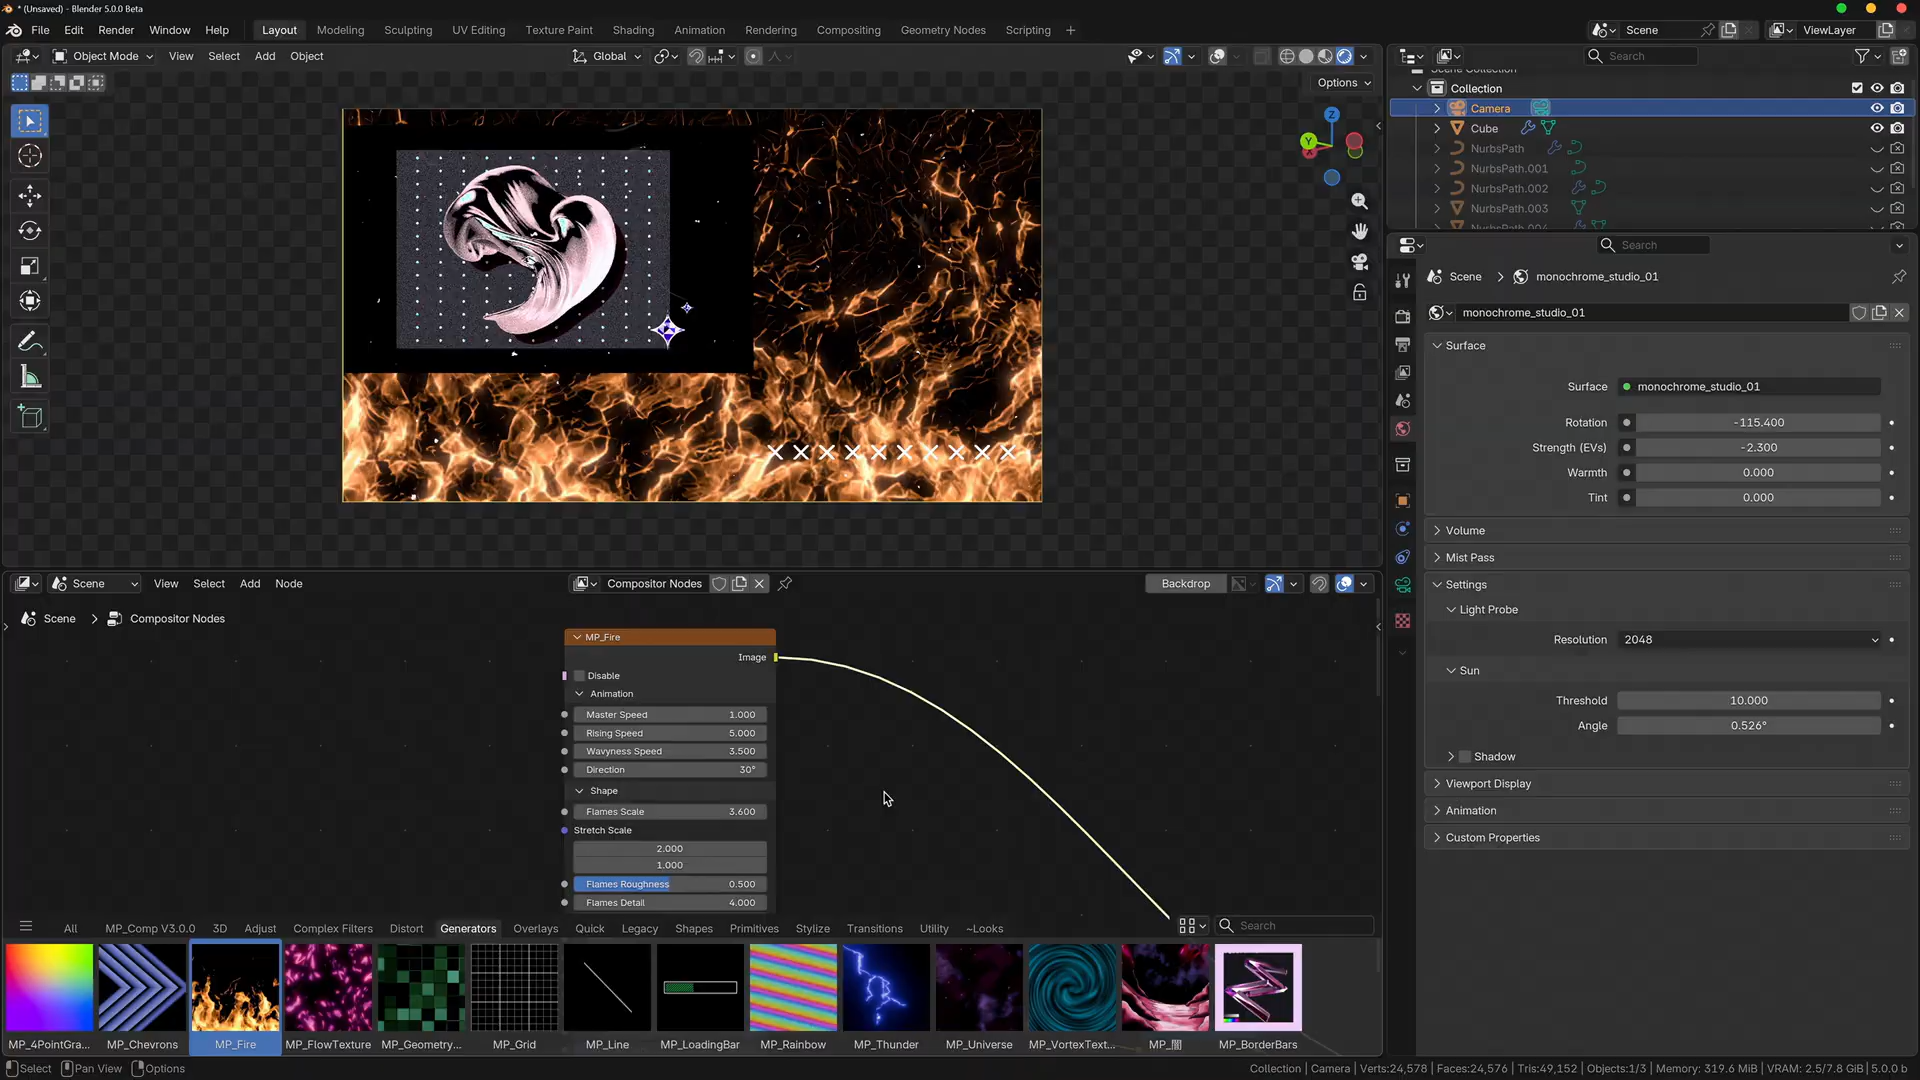 * (Unsaved) - Blender 5.0.0 Beta
File Edit Render Window Help
Layout Modeling Sculpting UV Editing Texture Paint Shading Animation Rendering Compositing Geometry Nodes Scripting +
Scene
ViewLayer
Object Mode View Select Add Object
Global
Search
Options
Scene Collection
Collection
Camera
Cube
NurbsPath
NurbsPath.001
NurbsPath.002
NurbsPath.003
NurbsPath.004
Z
Y
X
Search
Scene > monochrome_studio_01
monochrome_studio_01
Surface
Surface monochrome_studio_01
Rotation -115.400
Strength (EVs) -2.300
Warmth 0.000
Tint 0.000
Volume
Mist Pass
Settings
Light Probe
Resolution 2048
Sun
Threshold 10.000
Angle 0.526°
Shadow
Viewport Display
Animation
Custom Properties
Scene View Select Add Node
Compositor Nodes
Backdrop
Scene > Compositor Nodes
MP_Fire
Image
Disable
Animation
Master Speed 1.000
Rising Speed 5.000
Wavyness Speed 3.500
Direction 30°
Shape
Flames Scale 3.600
Stretch Scale
2.000
1.000
Flames Roughness 0.500
Flames Detail 4.000
All MP_Comp V3.0.0 3D Adjust Complex Filters Distort Generators Overlays Quick Legacy Shapes Primitives Stylize Transitions Utility ~Looks
Search
MP_4PointGra... MP_Chevrons MP_Fire MP_FlowTexture MP_Geometry... MP_Grid MP_Line MP_LoadingBar MP_Rainbow MP_Thunder MP_Universe MP_VortexText... MP_闇 MP_BorderBars
Select Pan View Options
Collection | Camera | Verts:24,578 | Faces:24,576 | Tris:49,152 | Objects:1/3 | Memory: 319.6 MiB | VRAM: 2.5/7.8 GiB | 5.0.0 b